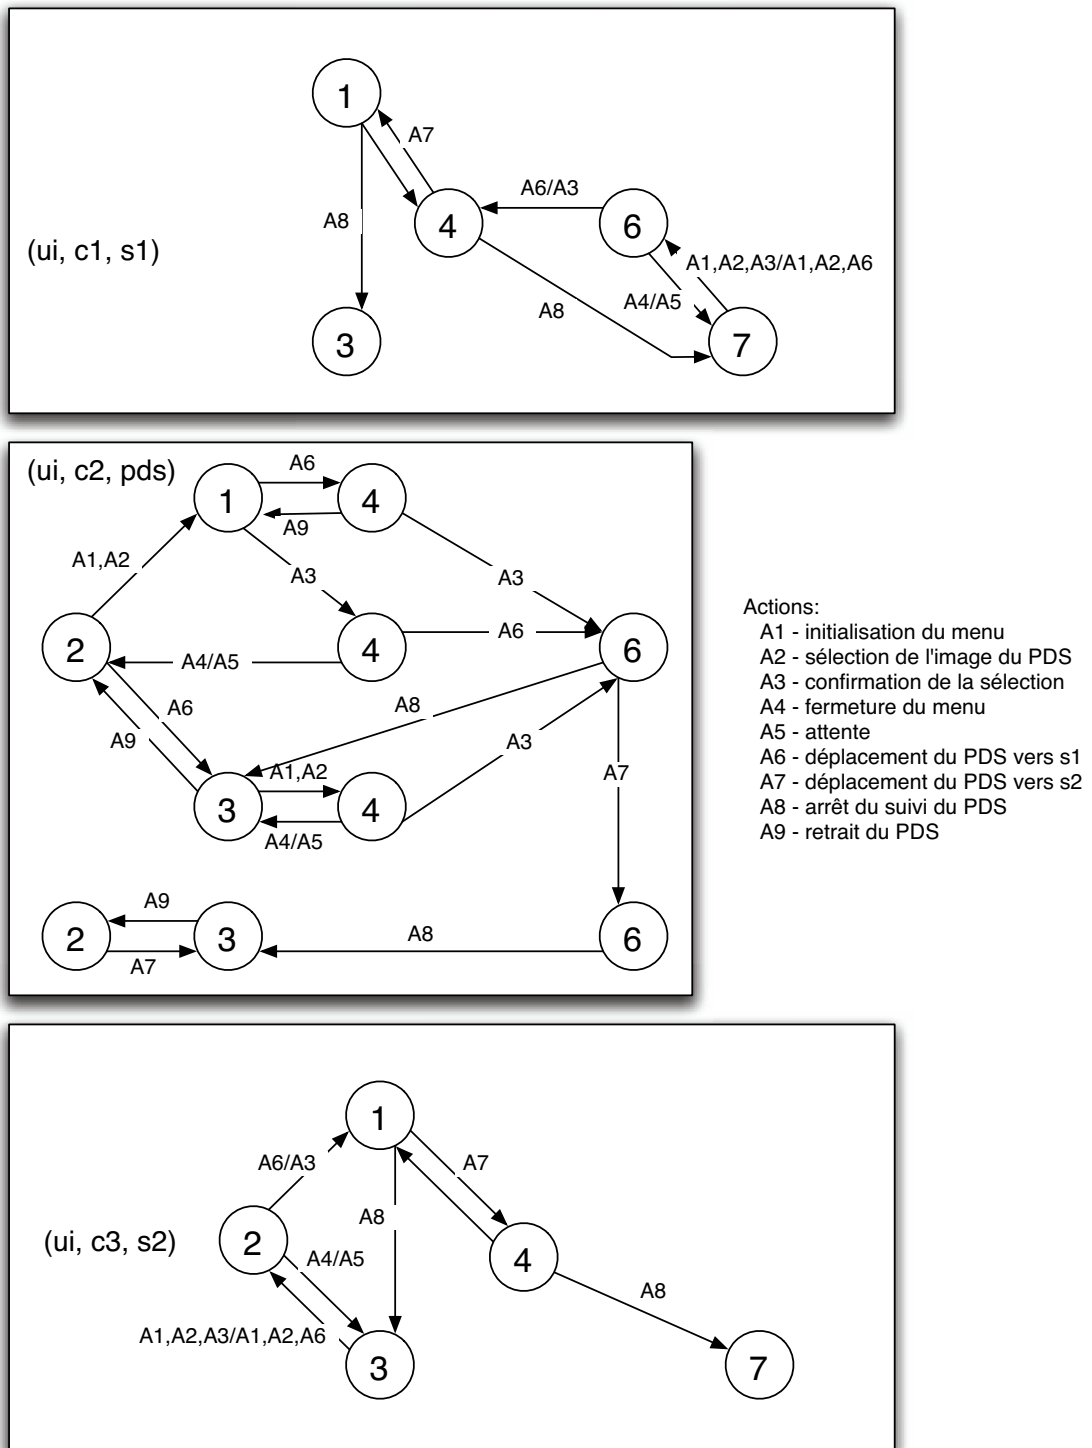 1
A7
A6/A3
A8
4
6
(ui, c1, s1)
A1,A2,A3/A1,A2,A6
A4/A5
A8
3
7
(ui, c2, pds)
A6
1
4
A9
A1,A2
A3
A3
2
A4/A5
4
A6
6
A6
A8
A9
A3
A1,A2
A7
3
4
A4/A5
A9
2
3
A8
6
A7
Actions:
A1 - initialisation du menu
A2 - sélection de l'image du PDS
A3 - confirmation de la sélection
A4 - fermeture du menu
A5 - attente
A6 - déplacement du PDS vers s1
A7 - déplacement du PDS vers s2
A8 - arrêt du suivi du PDS
A9 - retrait du PDS
1
A6/A3
A7
A8
(ui, c3, s2)
2
A4/A5
4
A8
A1,A2,A3/A1,A2,A6
3
7